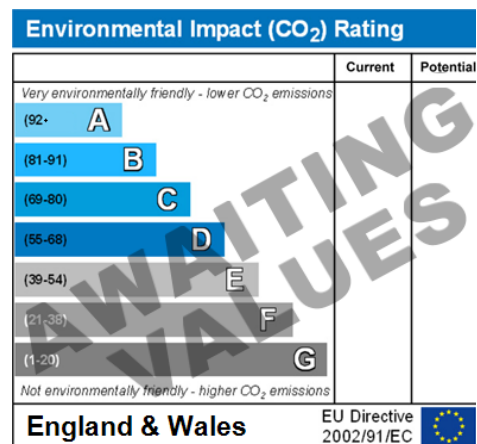 Environmental Impact (CO₂) Rating
Current Potential
Very environmentally friendly - lower CO₂ emissions
(92+ A
(81-91) B
(69-80) C
(55-68) D
(39-54) E
(21-38) F
(1-20) G
AWAITING
VALUES
Not environmentally friendly - higher CO₂ emissions
England & Wales
EU Directive
2002/91/EC